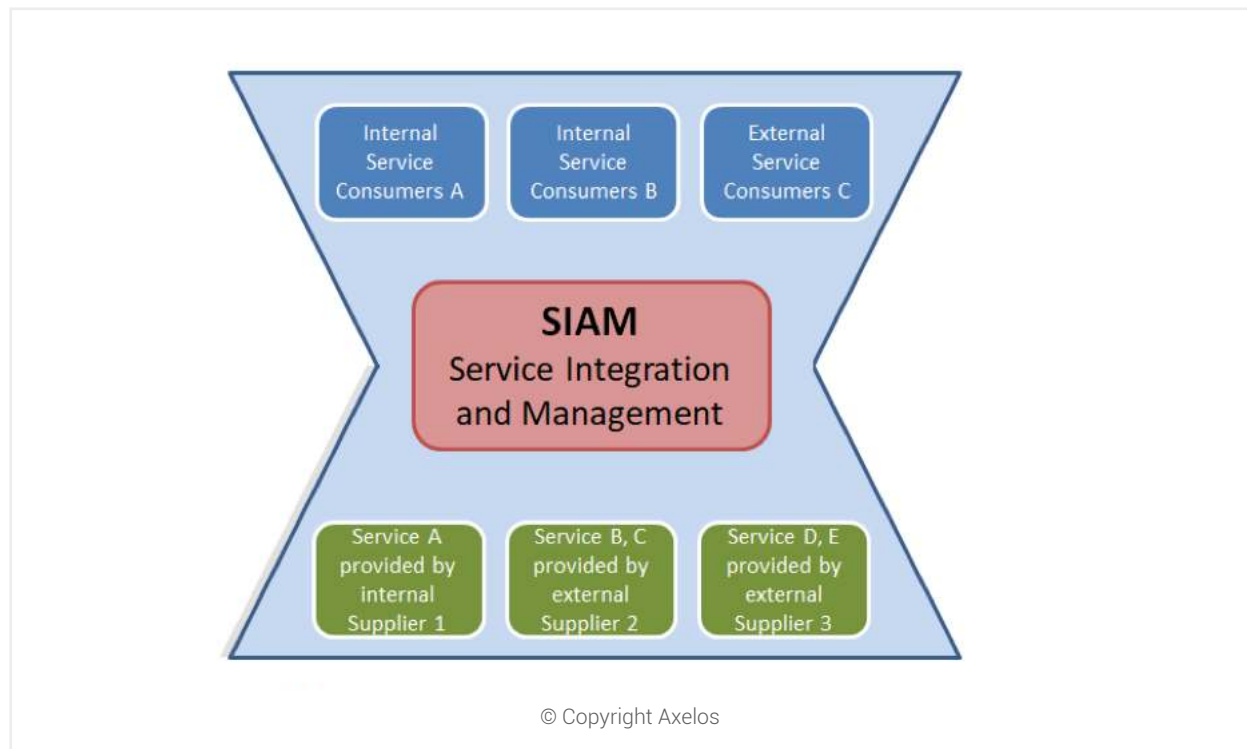 Internal
Service
Consumers A
Internal
Service
Consumers B
External
Service
Consumers C
SIAM
Service Integration
and Management
Service A
provided by
internal
Supplier 1
Service B, C
provided by
external
Supplier 2
Service D, E
provided by
external
Supplier 3
© Copyright Axelos